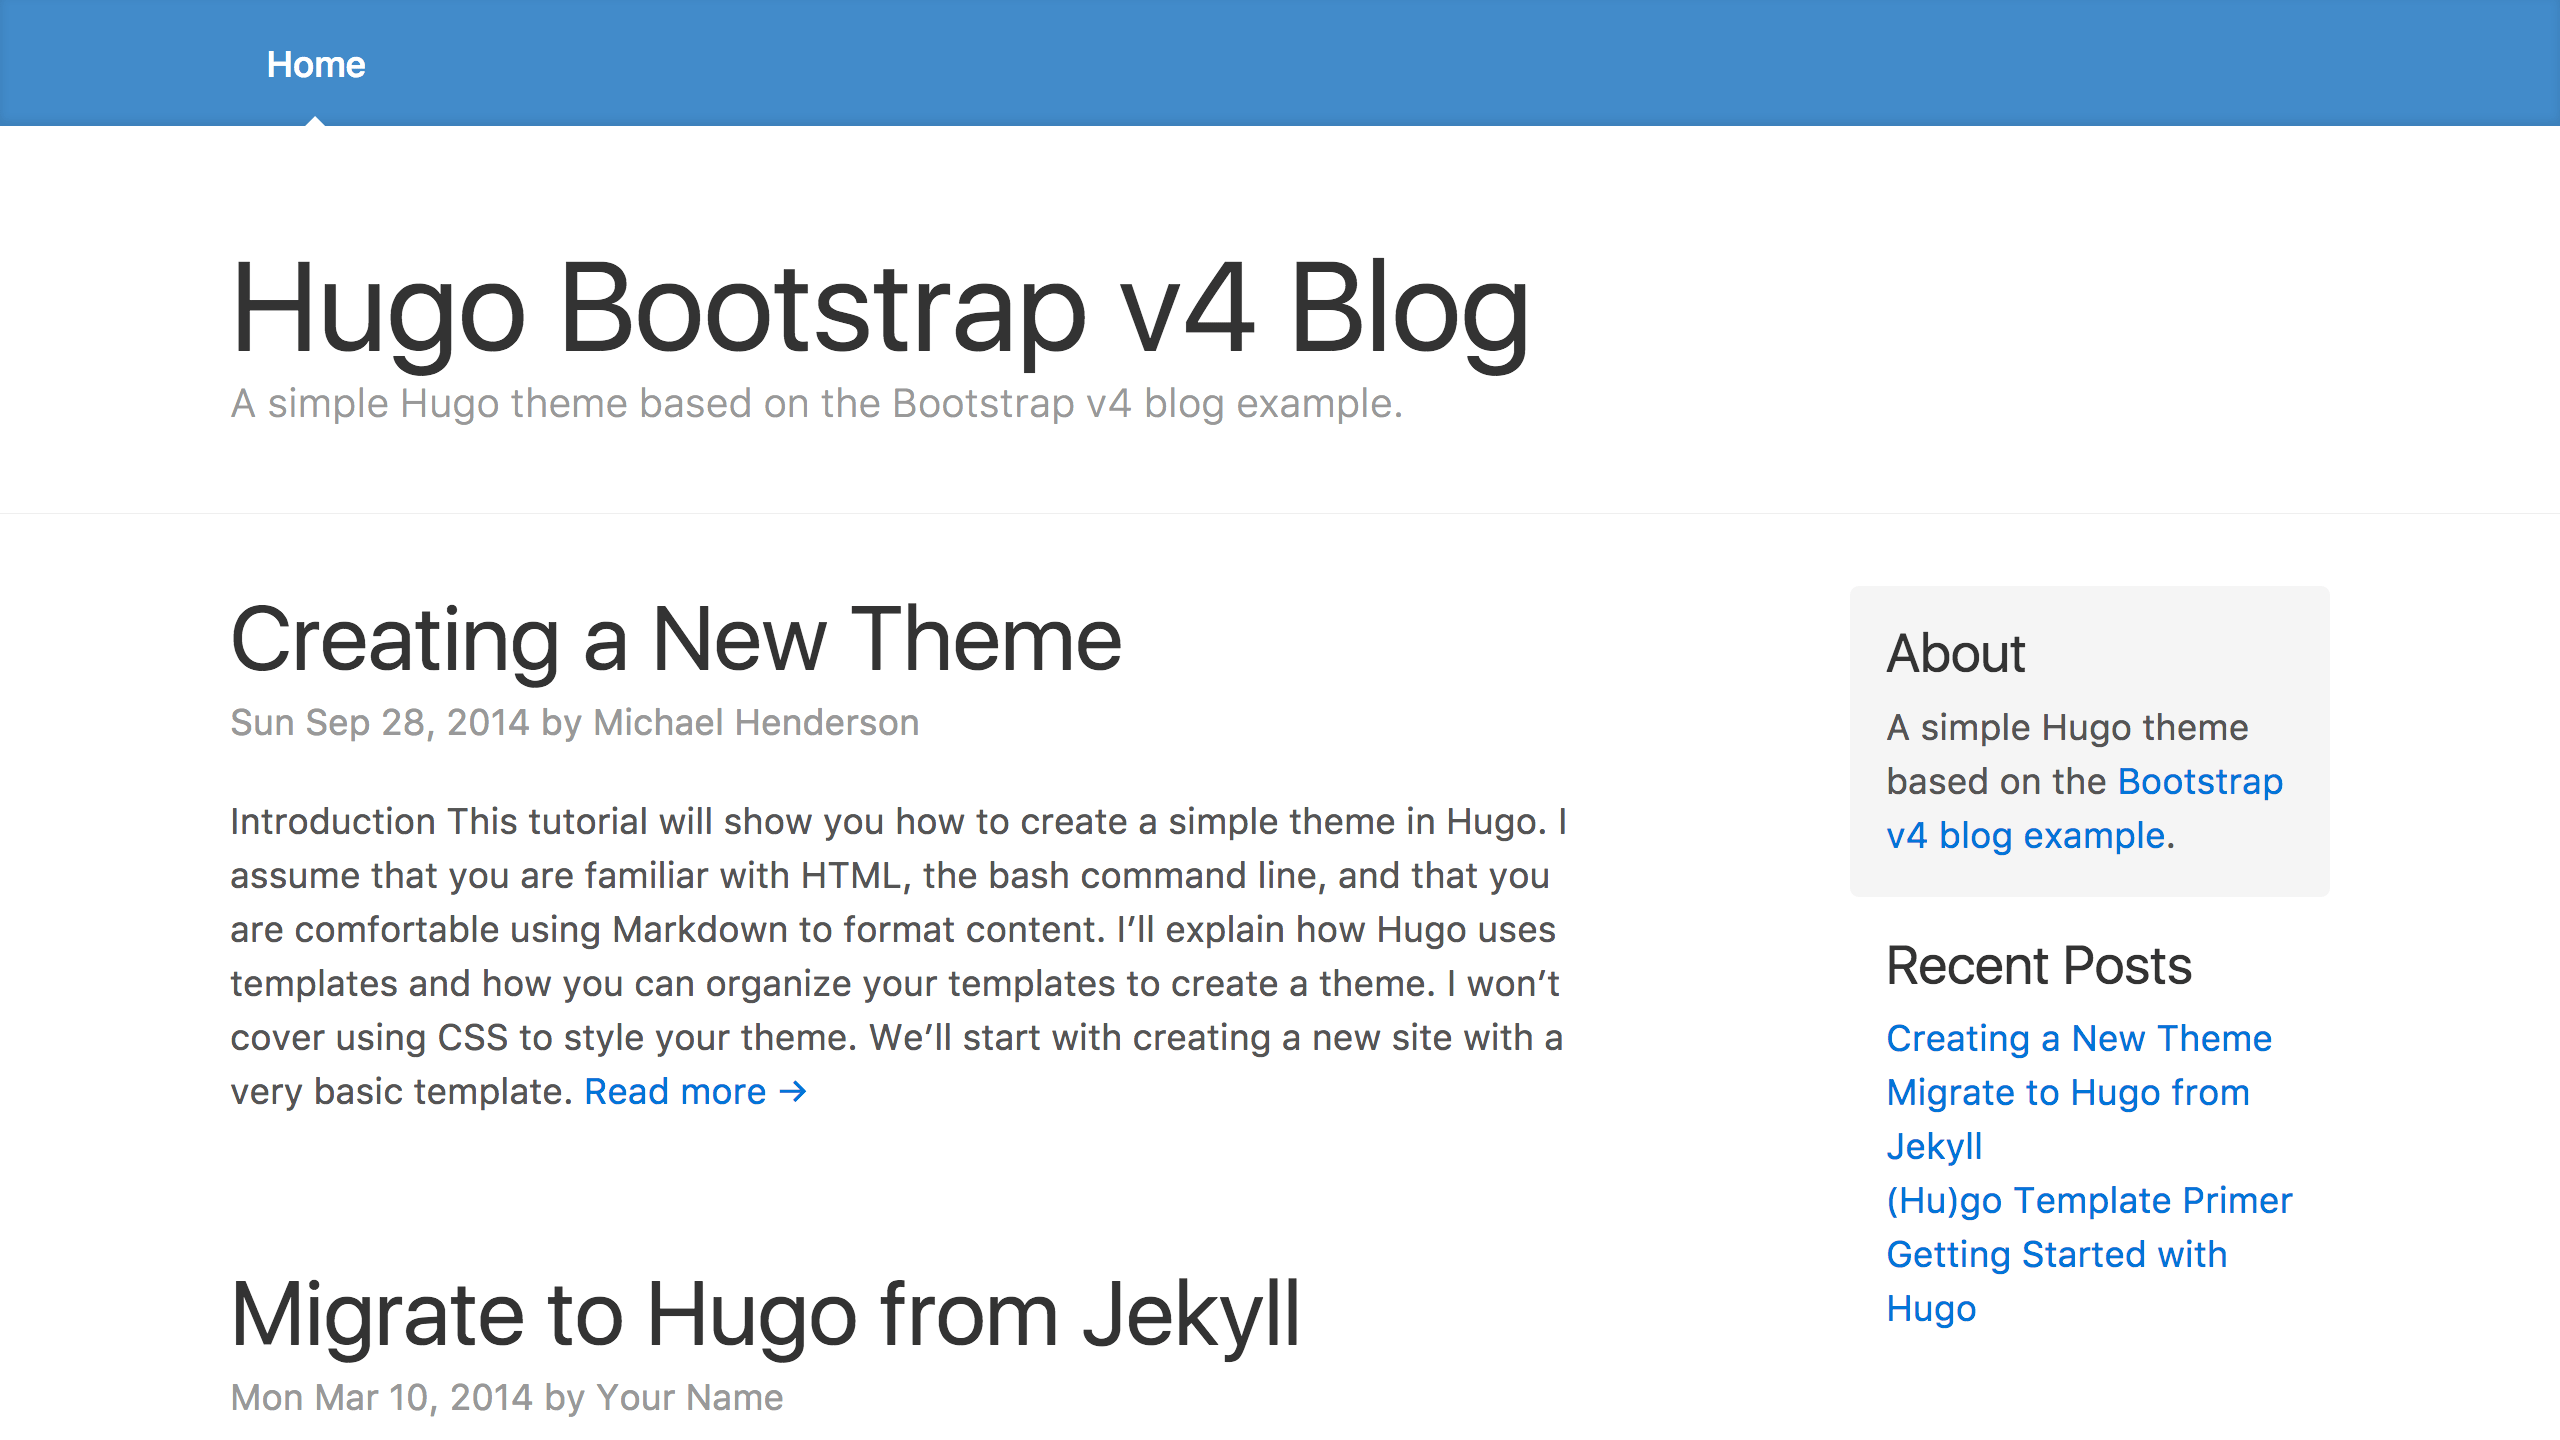 Home
Hugo Bootstrap v4 Blog
A simple Hugo theme based on the Bootstrap v4 blog example.
Creating a New Theme
Sun Sep 28, 2014 by Michael Henderson
Introduction This tutorial will show you how to create a simple theme in Hugo. I
assume that you are familiar with HTML, the bash command line, and that you
are comfortable using Markdown to format content. I’ll explain how Hugo uses
templates and how you can organize your templates to create a theme. I won’t
cover using CSS to style your theme. We’ll start with creating a new site with a
very basic template. Read more →
Migrate to Hugo from Jekyll
Mon Mar 10, 2014 by Your Name
About
A simple Hugo theme
based on the Bootstrap
v4 blog example.
Recent Posts
Creating a New Theme
Migrate to Hugo from
Jekyll
(Hu)go Template Primer
Getting Started with
Hugo